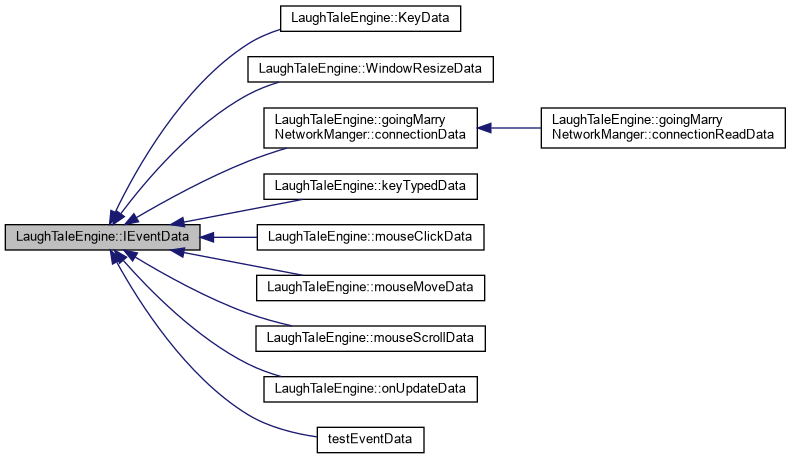 LaughTaleEngine::KeyData
LaughTaleEngine::WindowResizeData
LaughTaleEngine::goingMarry
NetworkManger::connectionData
LaughTaleEngine::goingMarry
NetworkManger::connectionReadData
LaughTaleEngine::keyTypedData
LaughTaleEngine::IEventData
LaughTaleEngine::mouseClickData
LaughTaleEngine::mouseMoveData
LaughTaleEngine::mouseScrollData
LaughTaleEngine::onUpdateData
testEventData